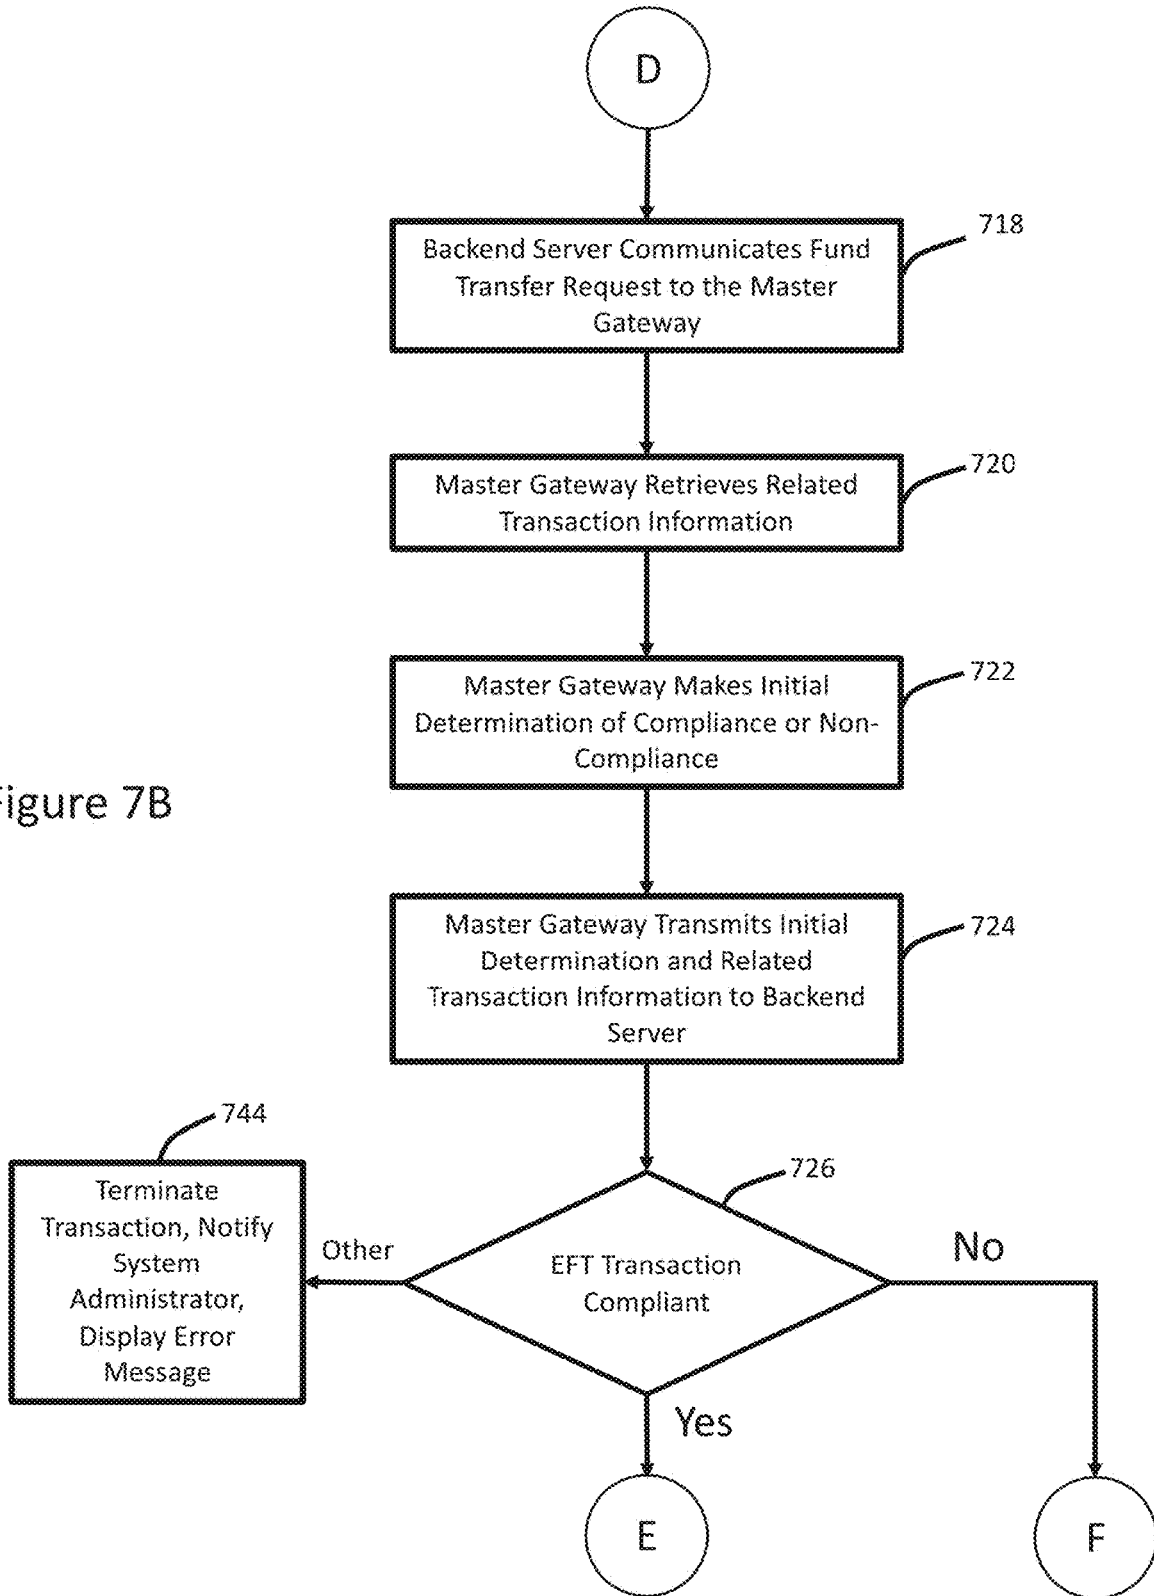 D
718
Backend Server Communicates Fund
Transfer Request to the Master
Gateway
720
Master Gateway Retrieves Related
Transaction Information
722
Master Gateway Makes Initial
Determination of Compliance or Non-
Compliance
Figure 7B
724
Master Gateway Transmits Initial
Determination and Related
Transaction Information to Backend
Server
744
Terminate
Transaction, Notify
System
Administrator,
Display Error
Message
Other
726
EFT Transaction
Compliant
No
Yes
E
F